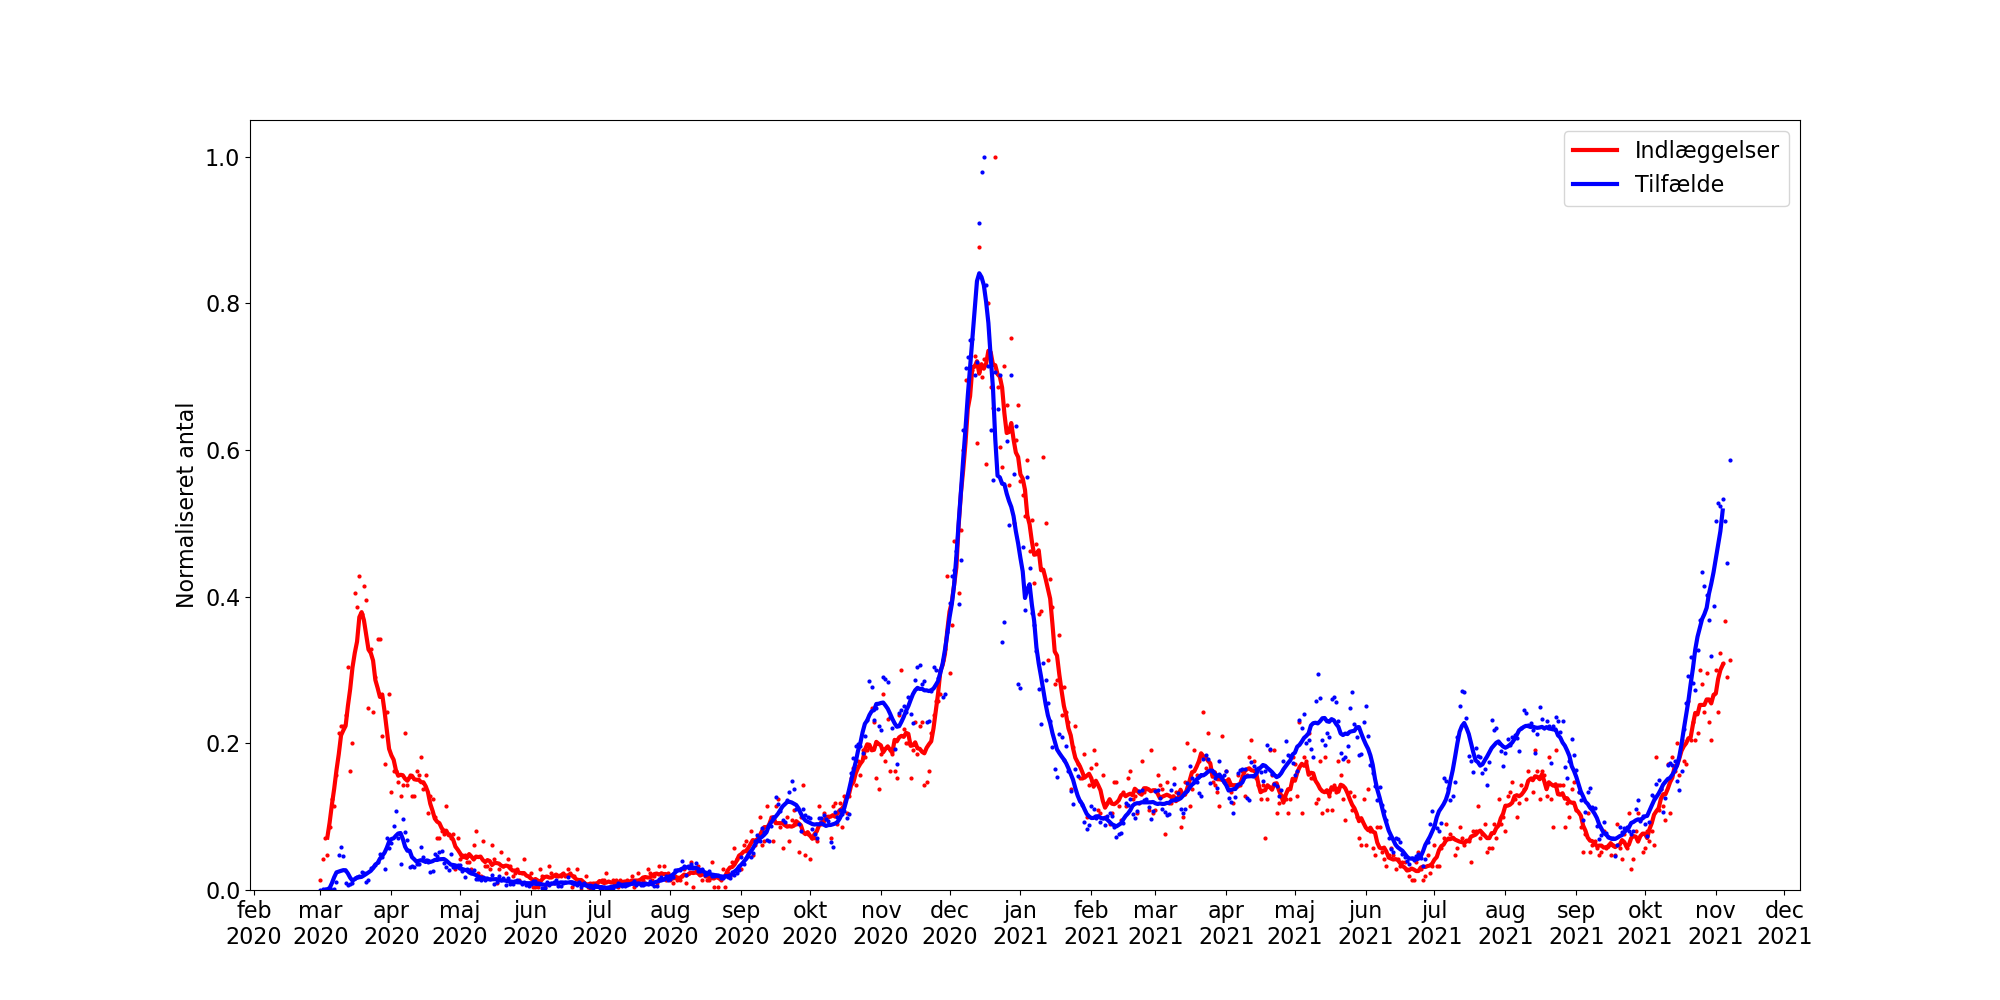 Indlæggelser
Tilfælde
Normaliseret antal
1.0
0.8
0.6
0.4
0.2
0.0
feb mar apr maj jun jul aug sep okt nov dec jan feb mar apr maj jun jul aug sep okt nov dec
2020 2020 2020 2020 2020 2020 2020 2020 2020 2020 2020 2021 2021 2021 2021 2021 2021 2021 2021 2021 2021 2021 2021